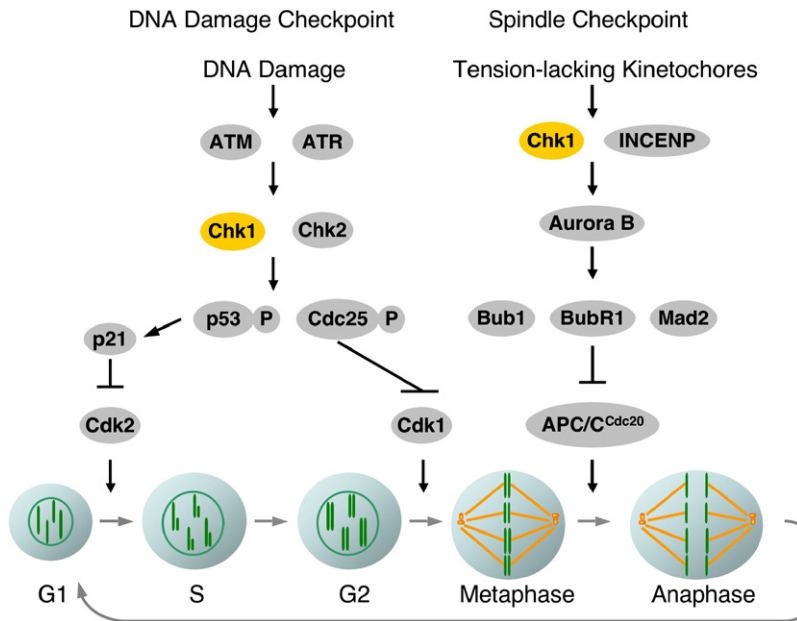 DNA Damage Checkpoint
Spindle Checkpoint
DNA Damage
Tension-lacking Kinetochores
ATM
ATR
Chk1
INCENP
Chk1
Chk2
Aurora B
p53
P
Cdc25
P
p21
Bub1
BubR1
Mad2
Cdk2
Cdk1
APC/CCdc20
G1
S
G2
Metaphase
Anaphase